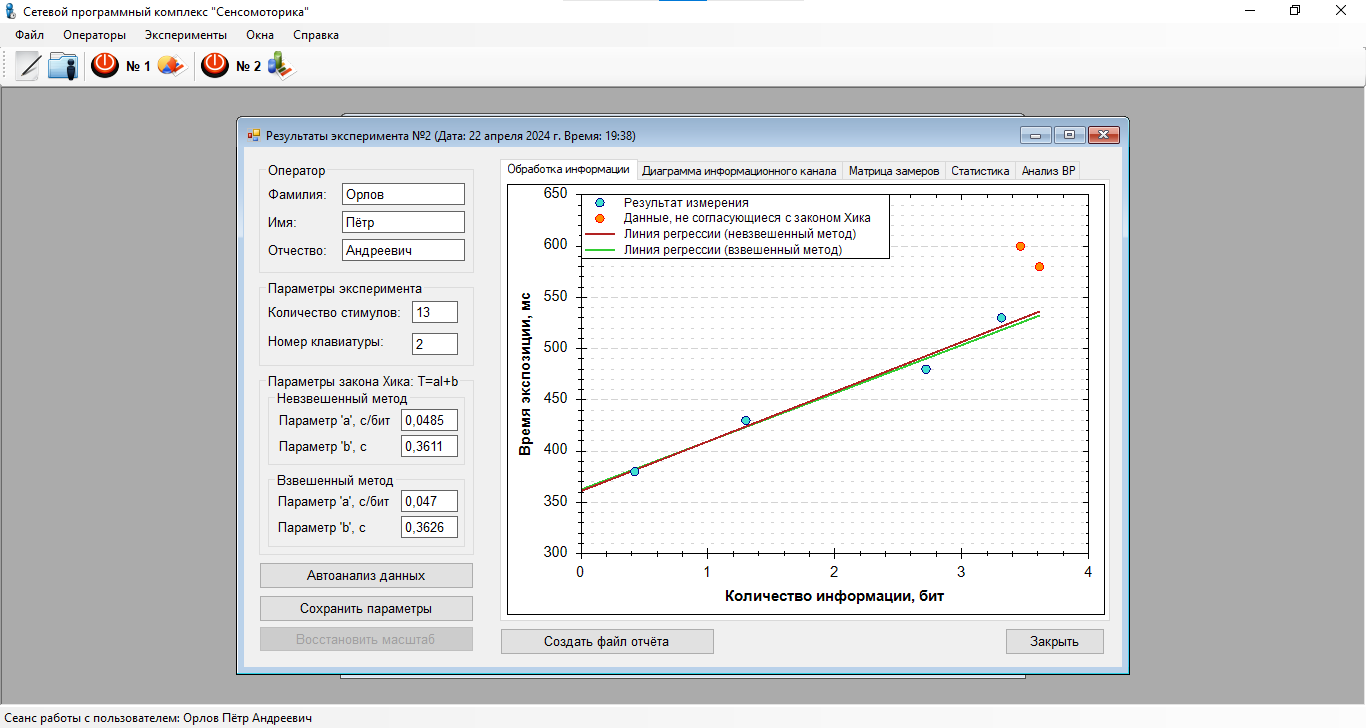 Сетевой программный комплекс "Сенсомоторика"
Файл Операторы Эксперименты Окна Справка
№ 1 № 2
Результаты эксперимента №2 (Дата: 22 апреля 2024 г. Время: 19:38)
Оператор
Фамилия: Орлов
Имя: Пётр
Отчество: Андреевич
Параметры эксперимента
Количество стимулов: 13
Номер клавиатуры: 2
Параметры закона Хика: T=aI+b
Невзвешенный метод
Параметр 'a', с/бит 0,0485
Параметр 'b', с 0,3611
Взвешенный метод
Параметр 'a', с/бит 0,047
Параметр 'b', с 0,3626
Автоанализ данных
Сохранить параметры
Восстановить масштаб
Обработка информации Диаграмма информационного канала Матрица замеров Статистика Анализ ВР
Результат измерения
Данные, не согласующиеся с законом Хика
Линия регрессии (невзвешенный метод)
Линия регрессии (взвешенный метод)
Время экспозиции, мс
650
600
550
500
450
400
350
300
0 1 2 3 4
Количество информации, бит
Создать файл отчёта
Закрыть
Сеанс работы с пользователем: Орлов Пётр Андреевич